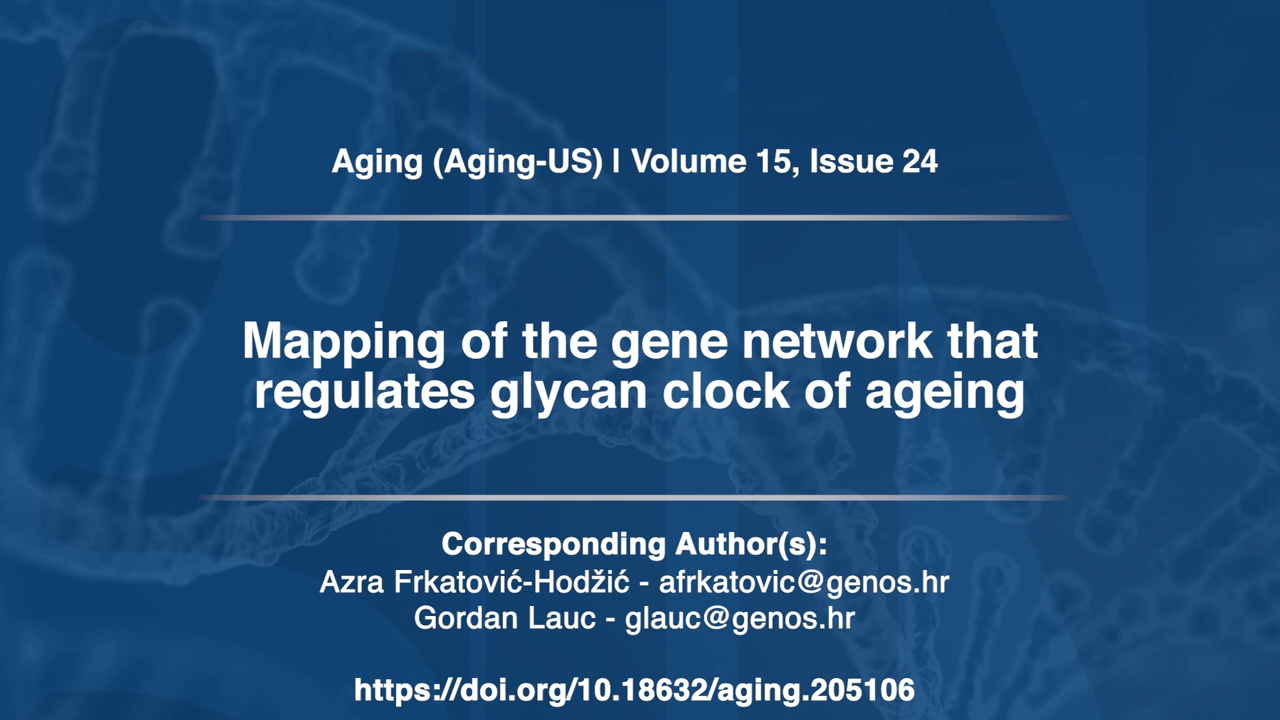 Aging (Aging-US) | Volume 15, Issue 24
Mapping of the gene network that
regulates glycan clock of ageing
Corresponding Author(s):
Azra Frkatović-Hodžić - afrkatovic@genos.hr
Gordan Lauc - glauc@genos.hr
https://doi.org/10.18632/aging.205106